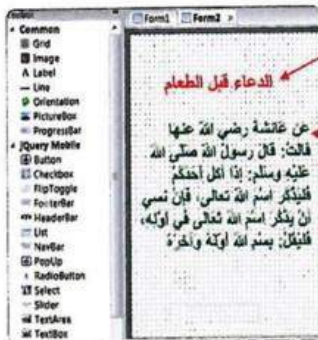 Toolbox
Form1 Form2 ×
Common
Grid
Image
A Label
Line
Orientation
PictureBox
ProgressBar
jQuery Mobile
Button
Checkbox
FlipToggle
FooterBar
HeaderBar
List
NavBar
PopUp
RadioButton
Select
Slider
TextArea
TextBox
الدعاء قبل الطعام
عن عائشة رضي الله عنها
قالت: قال رسول الله صلى الله
عليه وسلم: إذا أكل أحدكم
فليذكر اسم الله تعالى، فإن نسي
أن يذكر اسم الله تعالى في أوله،
فليقل: بسم الله أوله وآخره